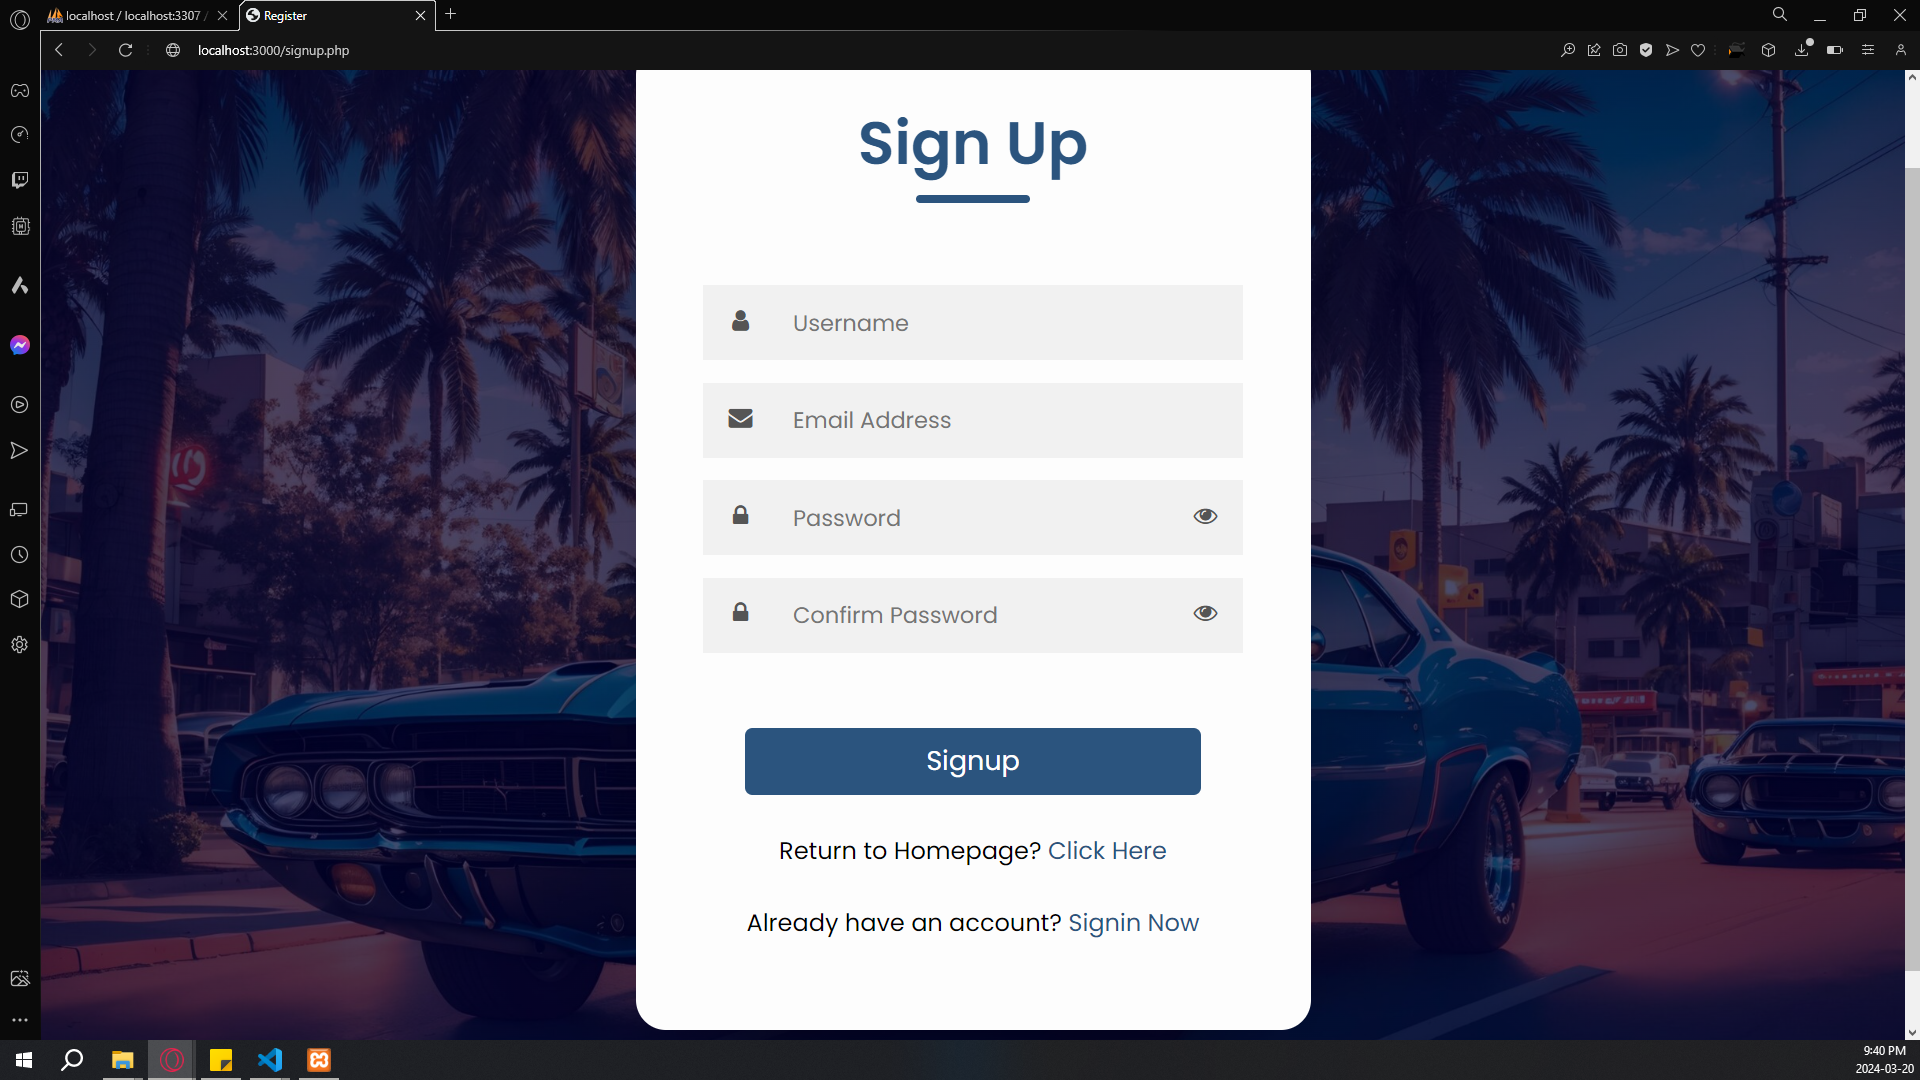 localhost / localhost:3307 /
Register
localhost:3000/signup.php
Sign Up
Username
Email Address
Password
Confirm Password
Signup
Return to Homepage? Click Here
Already have an account? Signin Now
9:40 PM
2024-03-20